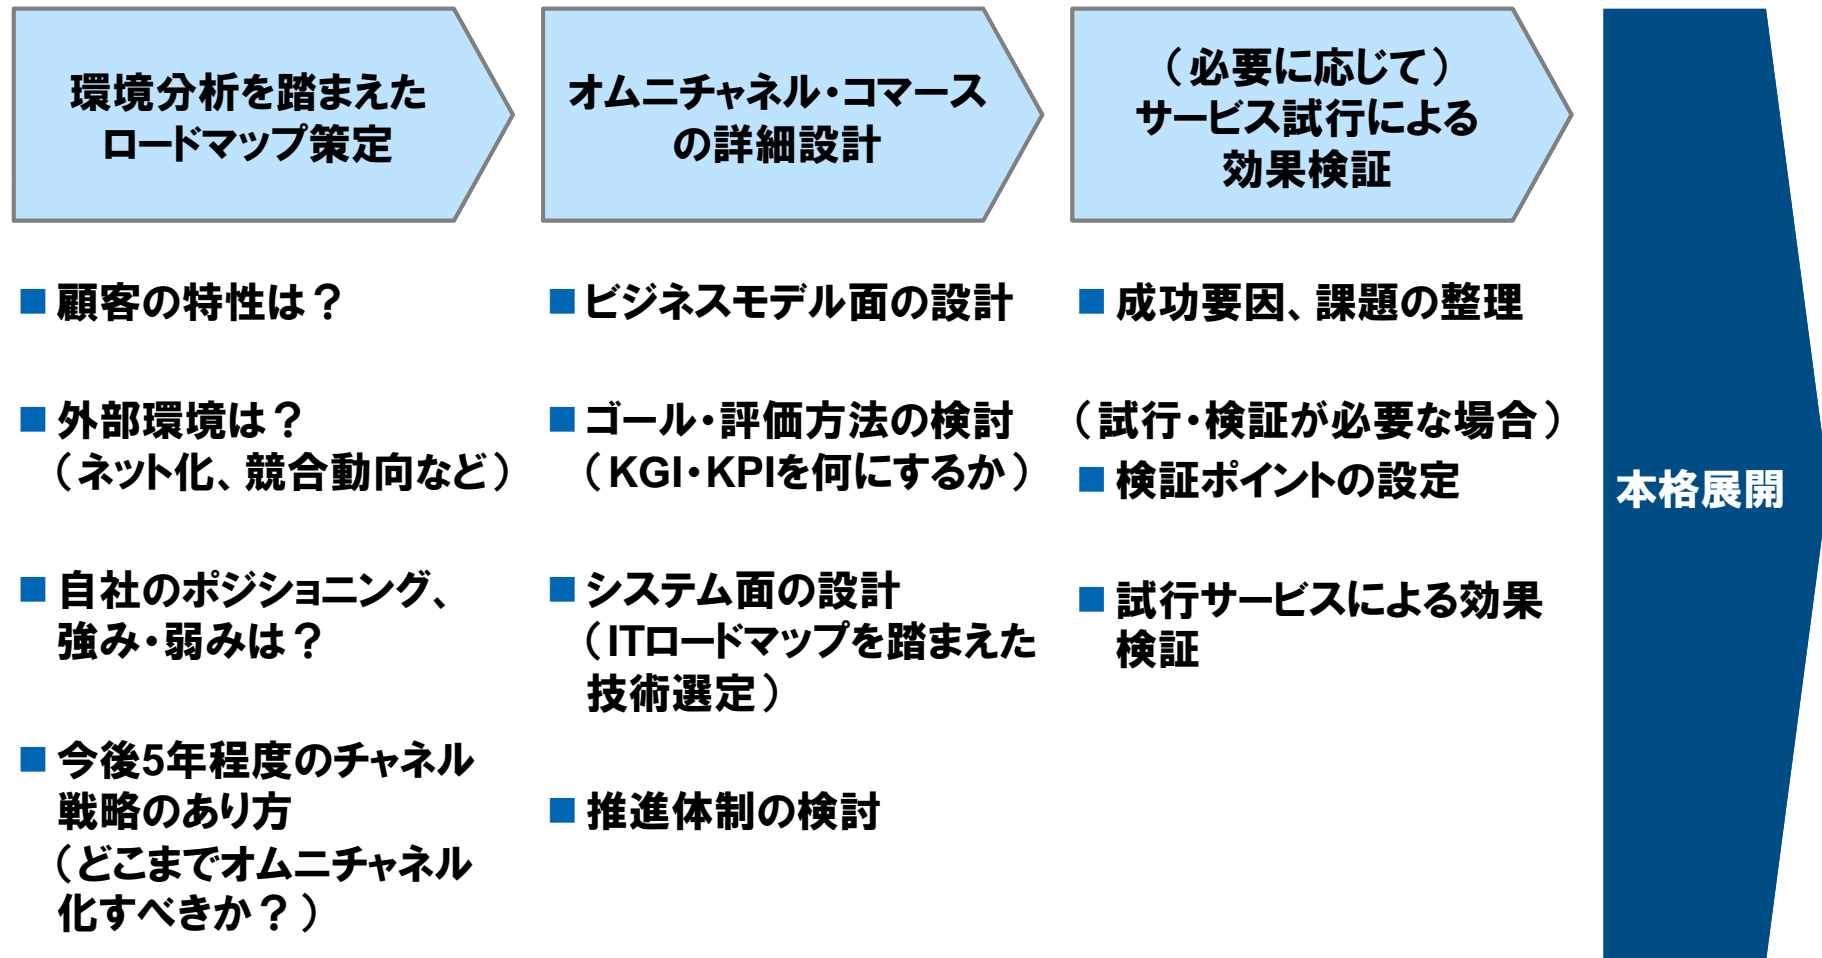 環境分析を踏まえた
ロードマップ策定
オムニチャネル・コマース
の詳細設計
（必要に応じて）
サービス試行による
効果検証
■顧客の特性は？
■外部環境は？
（ネット化、競合動向など）
■自社のポジショニング、
強み・弱みは？
■今後5年程度のチャネル
戦略のあり方
（どこまでオムニチャネル
化すべきか？）
■ビジネスモデル面の設計
■ゴール・評価方法の検討
（KGI・KPIを何にするか）
■システム面の設計
（ITロードマップを踏まえた
技術選定）
■推進体制の検討
■成功要因、課題の整理
（試行・検証が必要な場合）
■検証ポイントの設定
■試行サービスによる効果
検証
本格展開